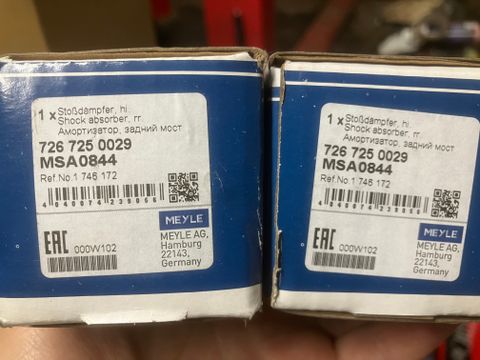 1 x Stoßdämpfer, hi.
Shock absorber, rr.
Амортизатор, задний мост
726 725 0029
MSA0844
Ref.No.1 746 172
MEYLE
EAC
000W102
MEYLE AG,
Hamburg
22143,
Germany
1 x Stoßdämpfer, hi.
Shock absorber, rr.
Амортизатор, задний мост
726 725 0029
MSA0844
Ref.No.1 746 172
MEYLE
EAC
000W102
MEYLE AG,
Hamburg
22143,
Germany